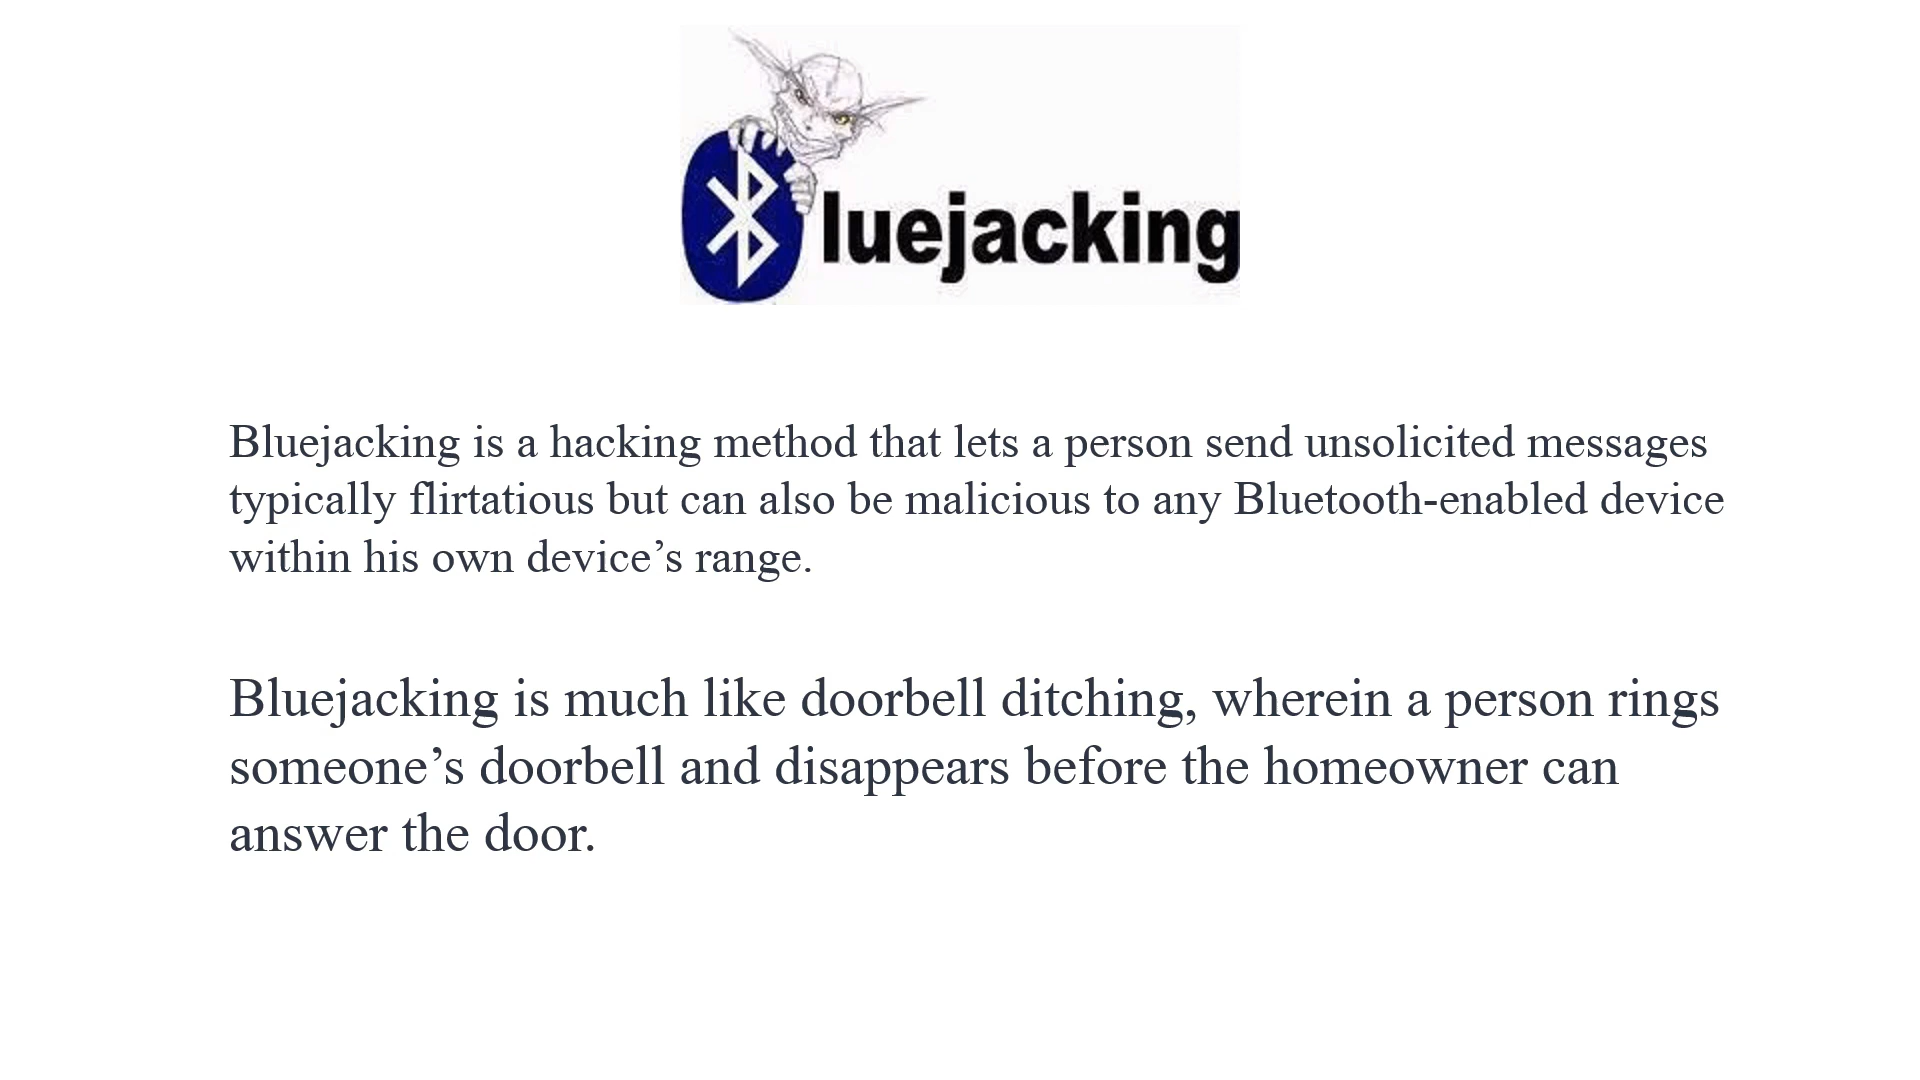 luejacking
Bluejacking is a hacking method that lets a person send unsolicited messages
typically flirtatious but can also be malicious to any Bluetooth-enabled device
within his own device’s range.
Bluejacking is much like doorbell ditching, wherein a person rings
someone’s doorbell and disappears before the homeowner can
answer the door.